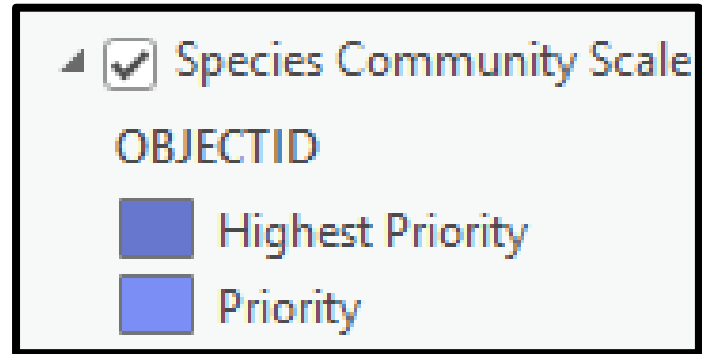 Species Community Scale
OBJECTID
Highest Priority
Priority